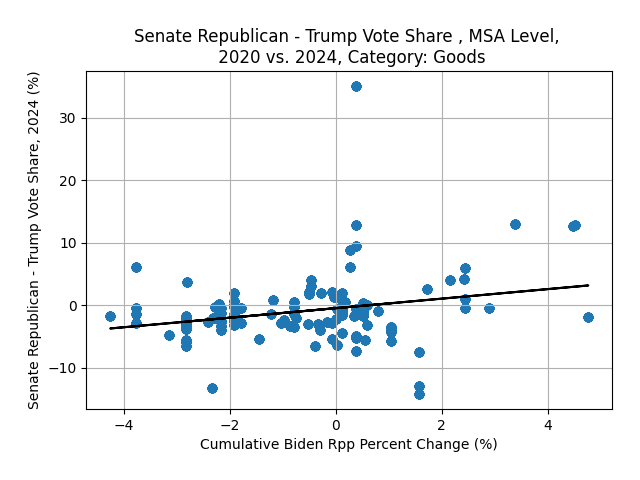 Senate Republican - Trump Vote Share , MSA Level,
2020 vs. 2024, Category: Goods
Senate Republican - Trump Vote Share, 2024 (%)
30
20
10
0
−10
−4
−2
0
2
4
Cumulative Biden Rpp Percent Change (%)